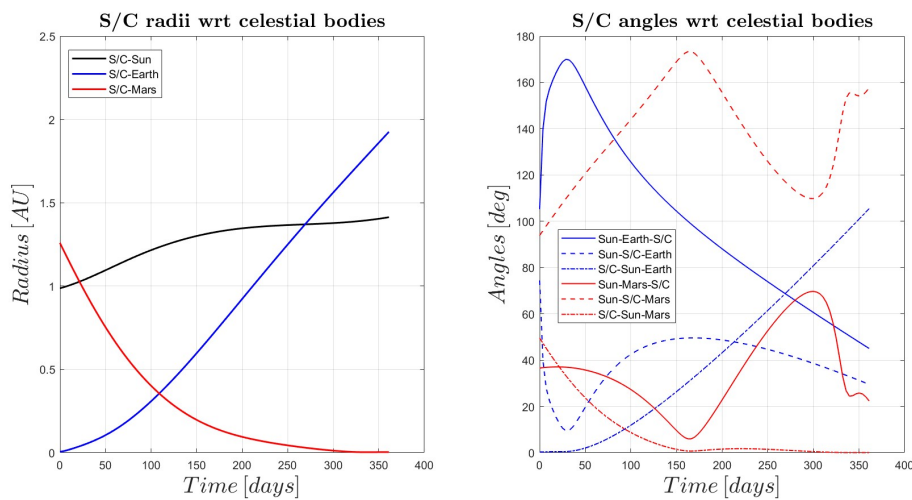 S/C radii wrt celestial bodies
2.5
2
1.5
1
0.5
0
0
50
100
150
200
250
300
350
400
Radius [AU]
Time [days]
S/C-Sun
S/C-Earth
S/C-Mars
S/C angles wrt celestial bodies
180
160
140
120
100
80
60
40
20
0
0
50
100
150
200
250
300
350
400
Angles [deg]
Time [days]
Sun-Earth-S/C
Sun-S/C-Earth
S/C-Sun-Earth
Sun-Mars-S/C
Sun-S/C-Mars
S/C-Sun-Mars